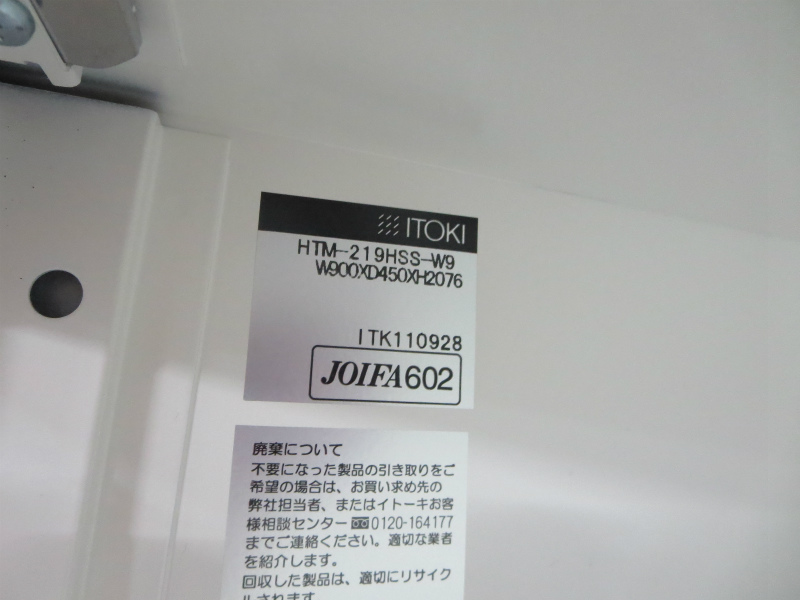 ITOKI
HTM-219HSS-W9
W900XD450XH2076
ITK110928
JOIFA602
廃棄について
不要になった製品の引き取りをご
希望の場合は、お買い求め先の
弊社担当者、またはイトーキお客
様相談センター 0120-164177
までご連絡ください。適切な業者
を紹介します。
回収した製品は、適切にリサイク
ルされます